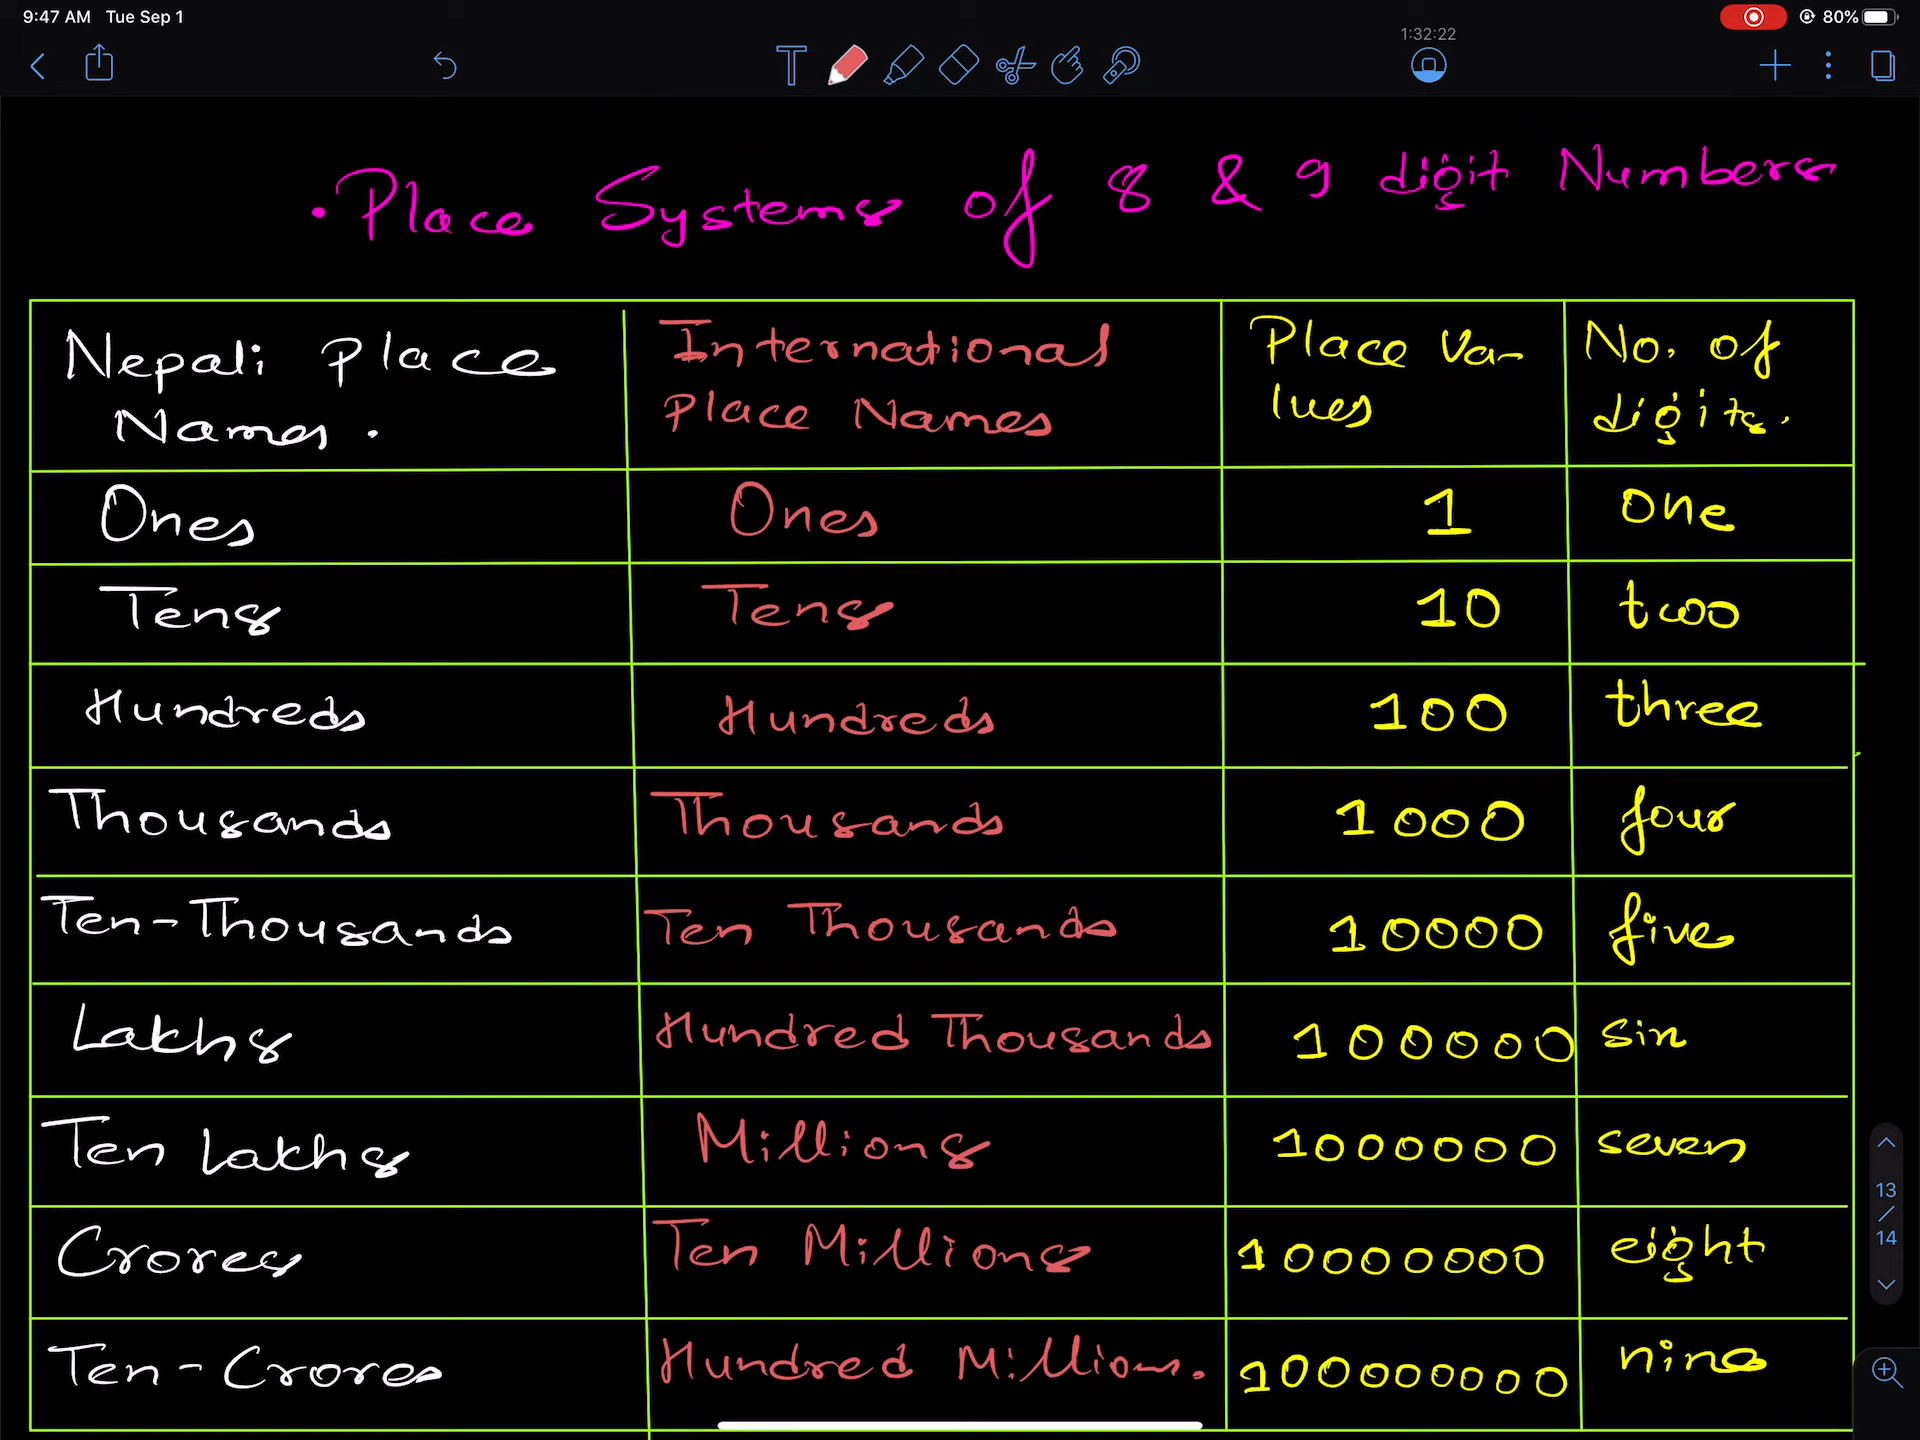 9:47 AM Tue Sep 1
80%
1:32:22
• Place Systems of 8 & 9 digit Numbers
Nepali Place Names. International Place Names Place Va-lues No. of digits.
Ones Ones 1 one
Tens Tens 10 two
Hundreds Hundreds 100 three
Thousands Thousands 1000 four
Ten-Thousands Ten Thousands 10000 five
Lakhs Hundred Thousands 100000 six
Ten Lakhs Millions 1000000 seven
Crores Ten Millions 10000000 eight
Ten-Crores Hundred Millions. 100000000 nine
13
/
14